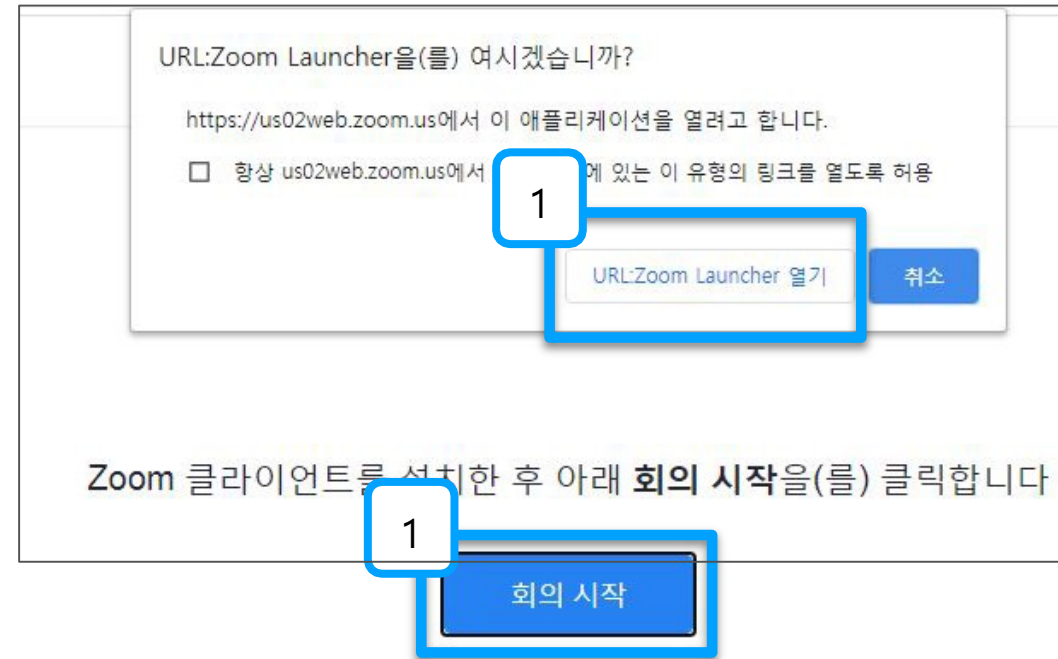 URL:Zoom Launcher을(를) 여시겠습니까?
https://us02web.zoom.us에서 이 애플리케이션을 열려고 합니다.
항상 us02web.zoom.us에서 에 있는 이 유형의 링크를 열도록 허용
1
URL:Zoom Launcher 열기 취소
Zoom 클라이언트를 설치한 후 아래 회의 시작을(를) 클릭합니다
1
회의 시작